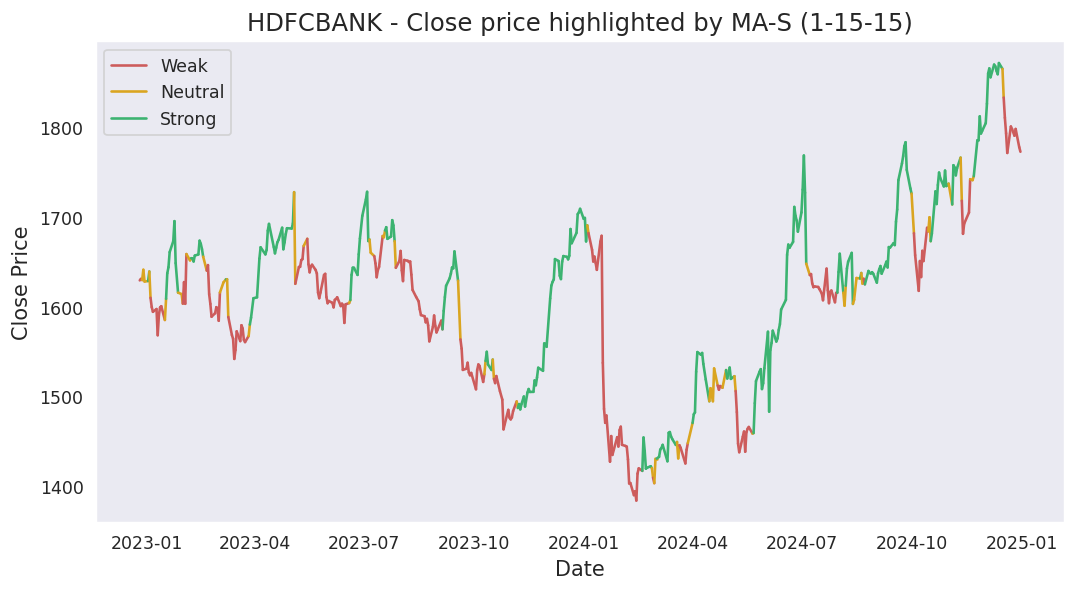 HDFCBANK - Close price highlighted by MA-S (1-15-15)
Weak
Neutral
Strong
Close Price
1800
1700
1600
1500
1400
2023-01 2023-04 2023-07 2023-10 2024-01 2024-04 2024-07 2024-10 2025-01
Date